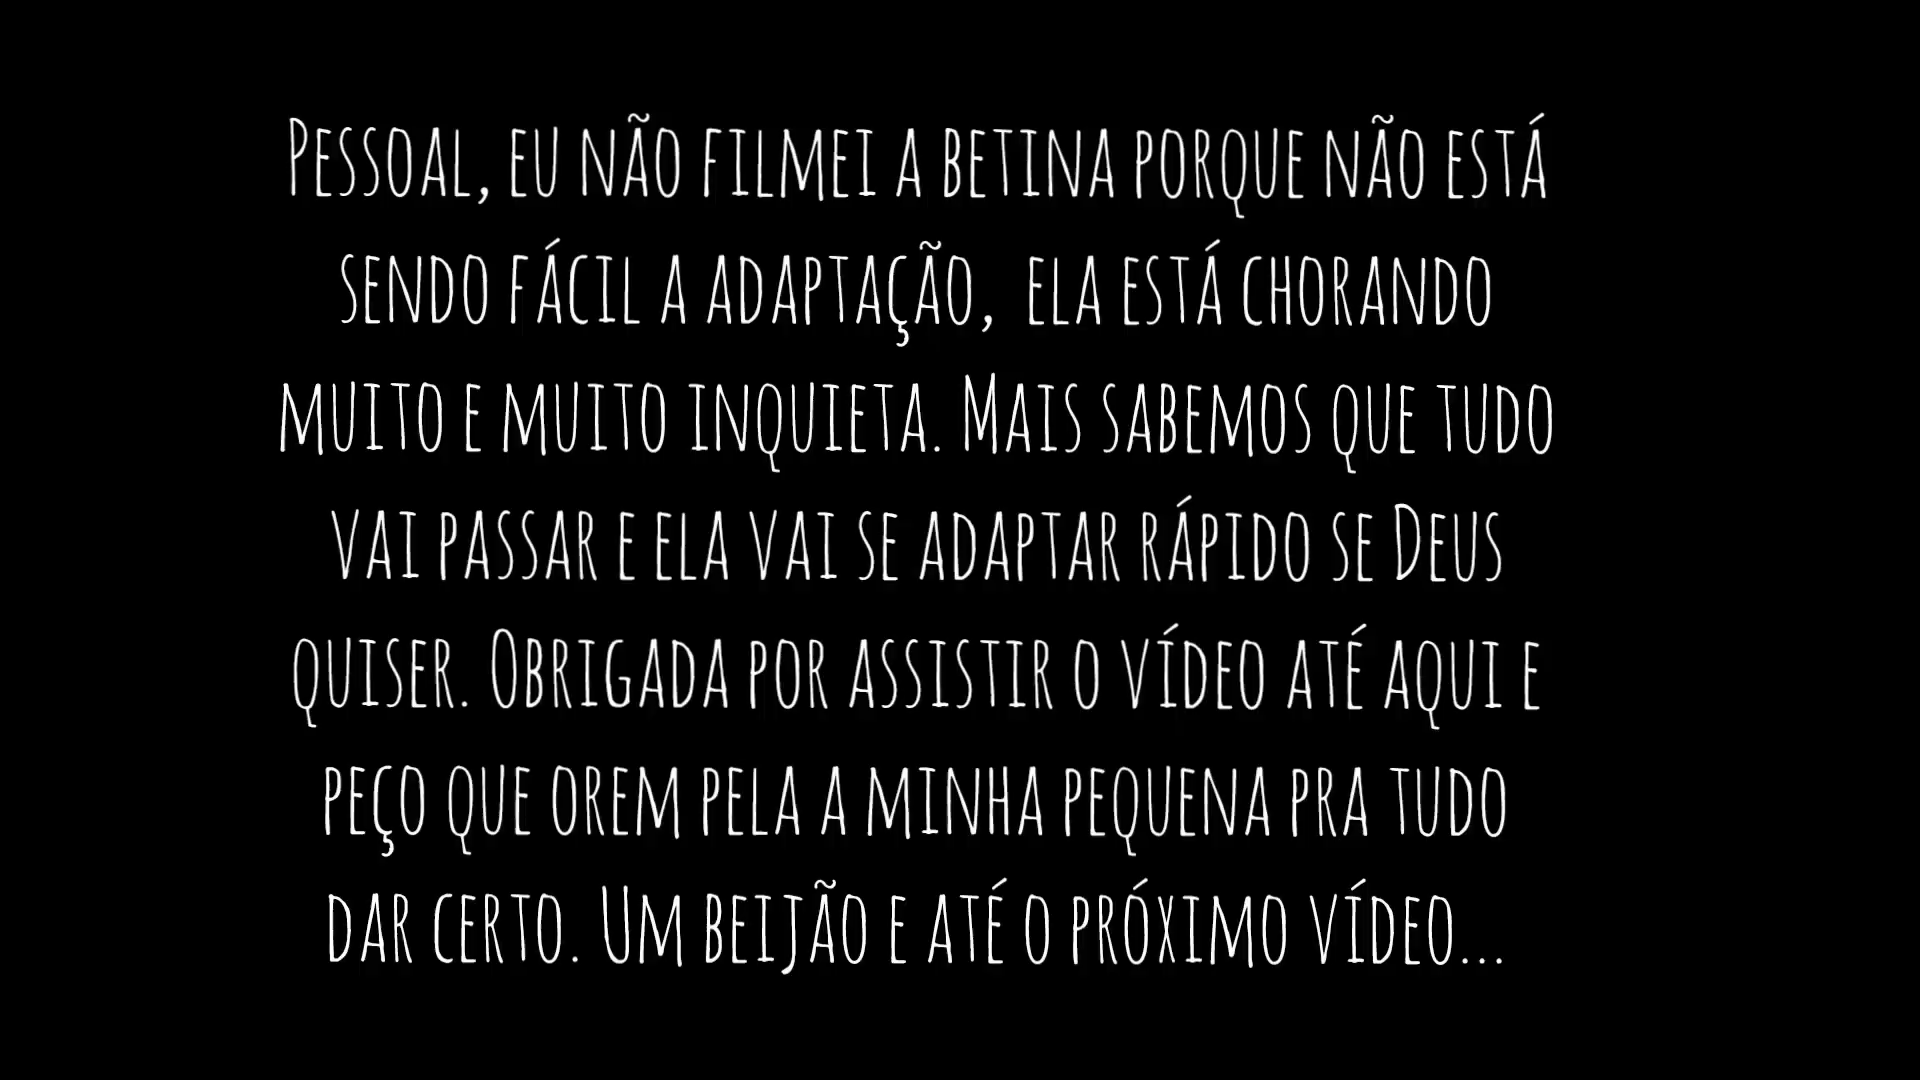 Pessoal, eu não filmei a betina porque não está
sendo fácil a adaptação, ela está chorando
muito e muito inquieta. Mais sabemos que tudo
vai passar e ela vai se adaptar rápido se Deus
quiser. Obrigada por assistir o vídeo até aqui e
peço que orem pela a minha pequena pra tudo
dar certo. Um beijão e até o próximo vídeo...